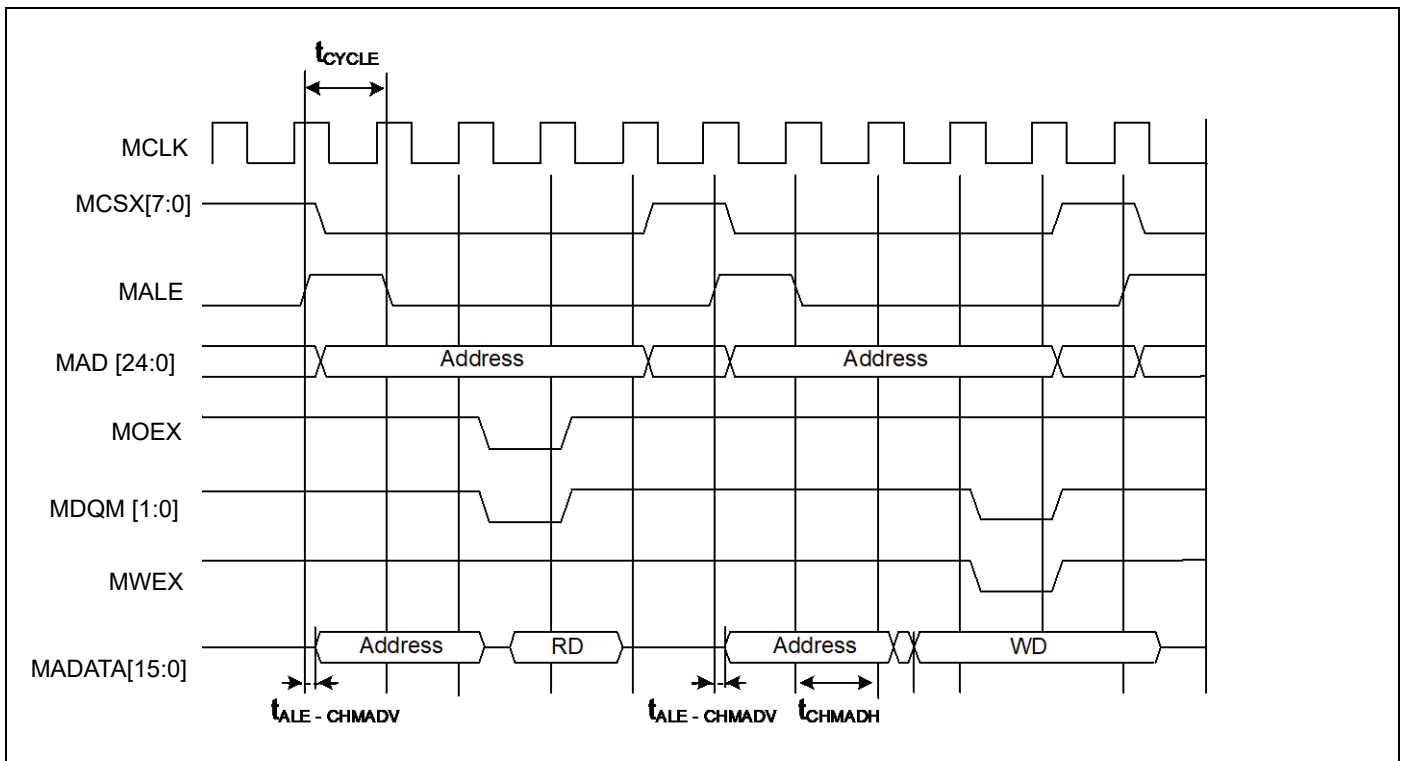 tCYCLE
MCLK
MCSX[7:0]
MALE
MAD [24:0] Address Address
MOEX
MDQM [1:0]
MWEX
MADATA[15:0] Address RD Address WD
tALE - CHMADV tALE - CHMADV tCHMADH